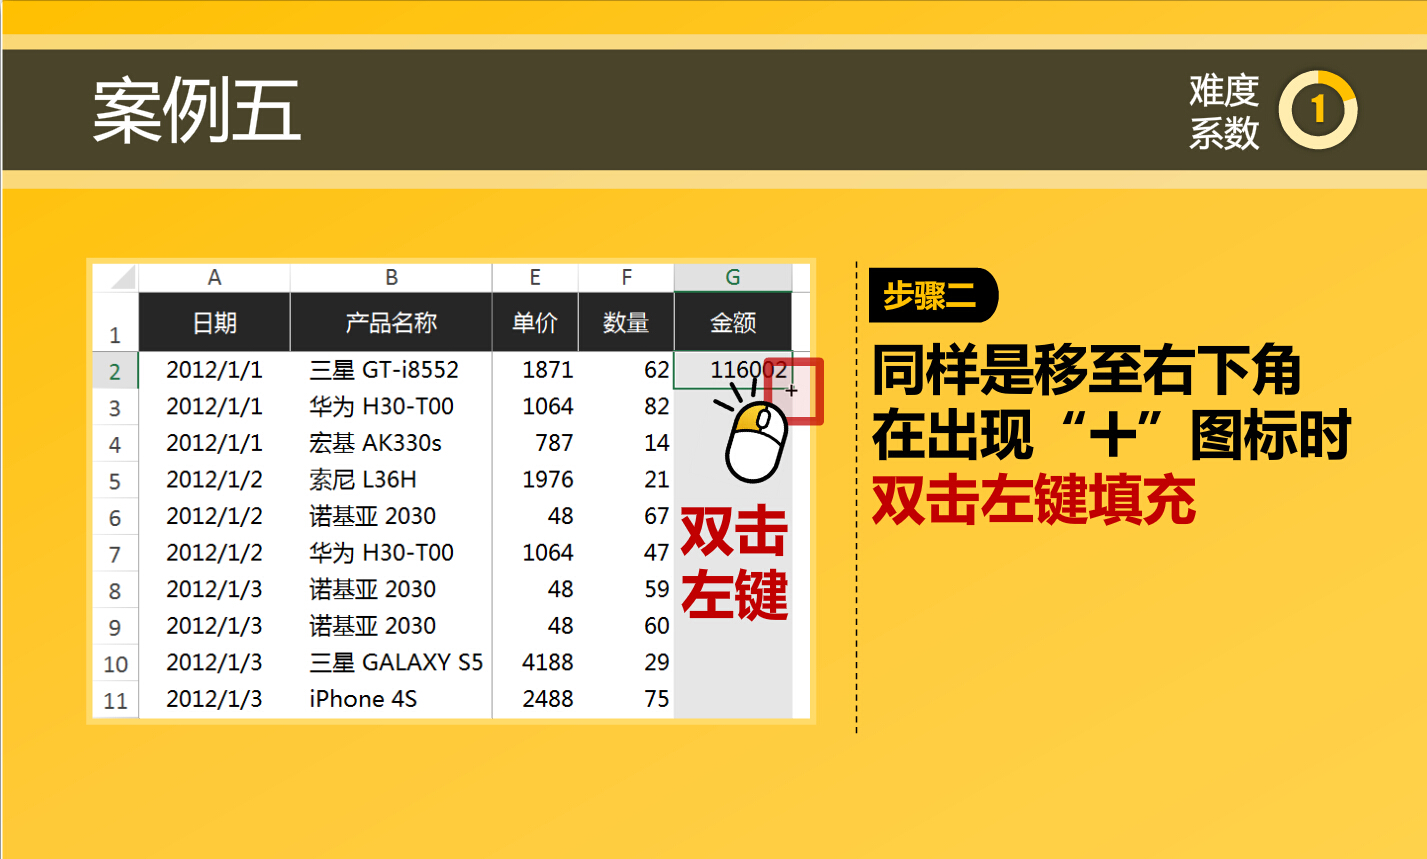 案例五
难度
系数
1
A B E F G
1 日期 产品名称 单价 数量 金额
2 2012/1/1 三星 GT-i8552 1871 62 116002
3 2012/1/1 华为 H30-T00 1064 82
4 2012/1/1 宏基 AK330s 787 14
5 2012/1/2 索尼 L36H 1976 21
6 2012/1/2 诺基亚 2030 48 67
7 2012/1/2 华为 H30-T00 1064 47
8 2012/1/3 诺基亚 2030 48 59
9 2012/1/3 诺基亚 2030 48 60
10 2012/1/3 三星 GALAXY S5 4188 29
11 2012/1/3 iPhone 4S 2488 75
双击
左键
步骤二
同样是移至右下角
在出现“十”图标时
双击左键填充